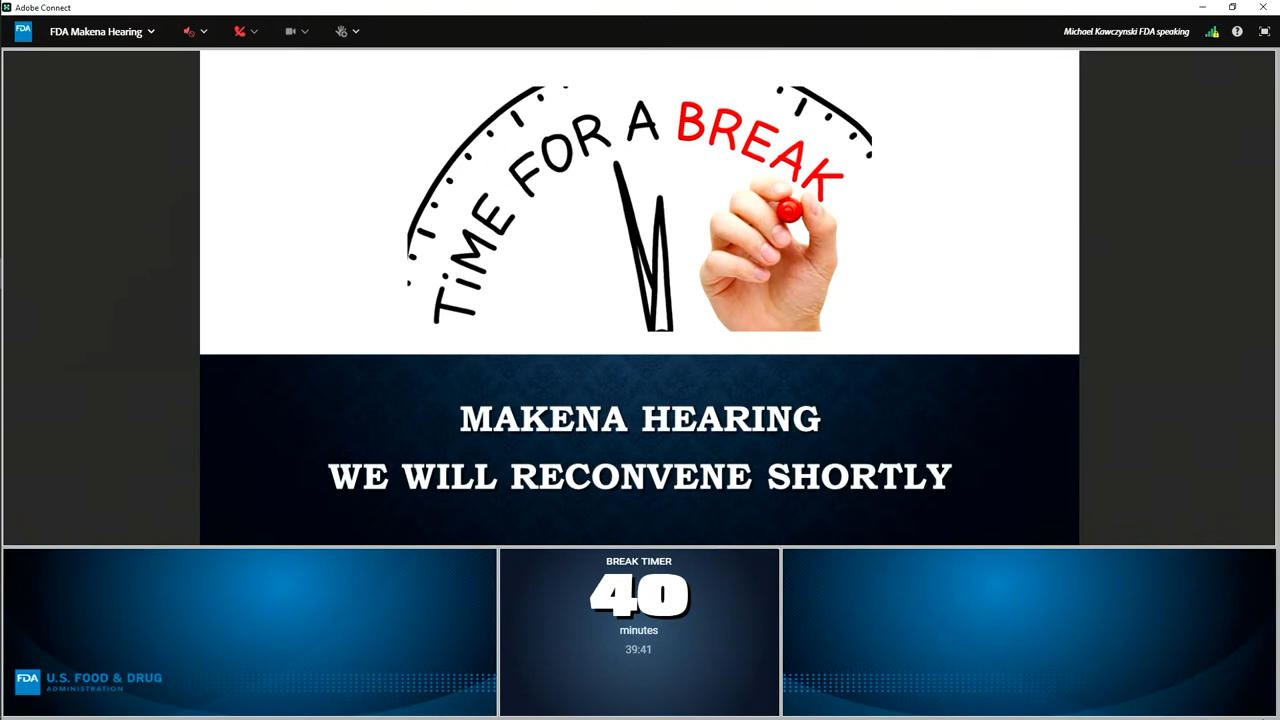 Adobe Connect
FDA
FDA Makena Hearing
Michael Kawczynski FDA speaking
TiME FOR A BREAK
MAKENA HEARING
WE WILL RECONVENE SHORTLY
BREAK TIMER
40
minutes
39:41
FDA U.S. FOOD & DRUG
ADMINISTRATION